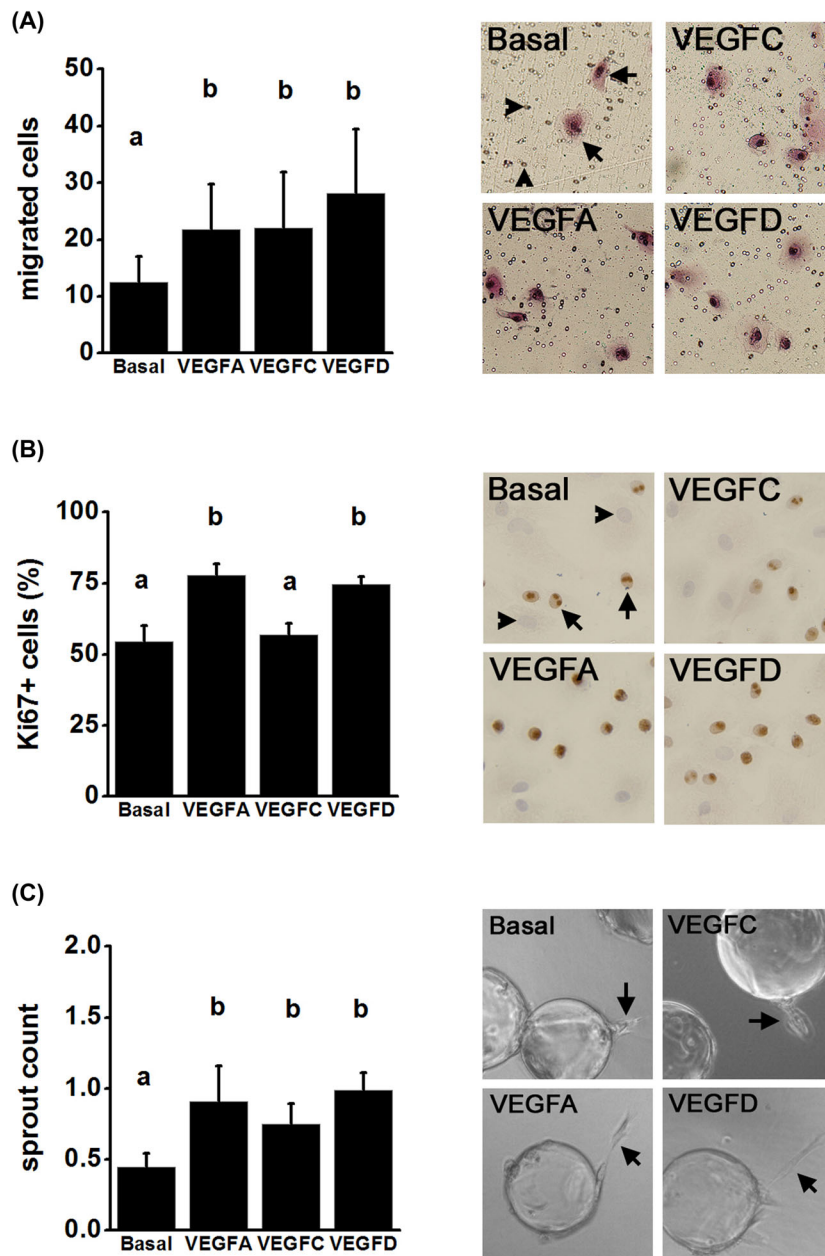 (A)
migrated cells
50
40
30
20
10
0
a
b
b
b
Basal VEGFA VEGFC VEGFD
Basal
VEGFC
VEGFA
VEGFD
(B)
Ki67+ cells (%)
100
75
50
25
0
a
b
a
b
Basal VEGFA VEGFC VEGFD
Basal
VEGFC
VEGFA
VEGFD
(C)
sprout count
2.0
1.5
1.0
0.5
0.0
a
b
b
b
Basal VEGFA VEGFC VEGFD
Basal
VEGFC
VEGFA
VEGFD